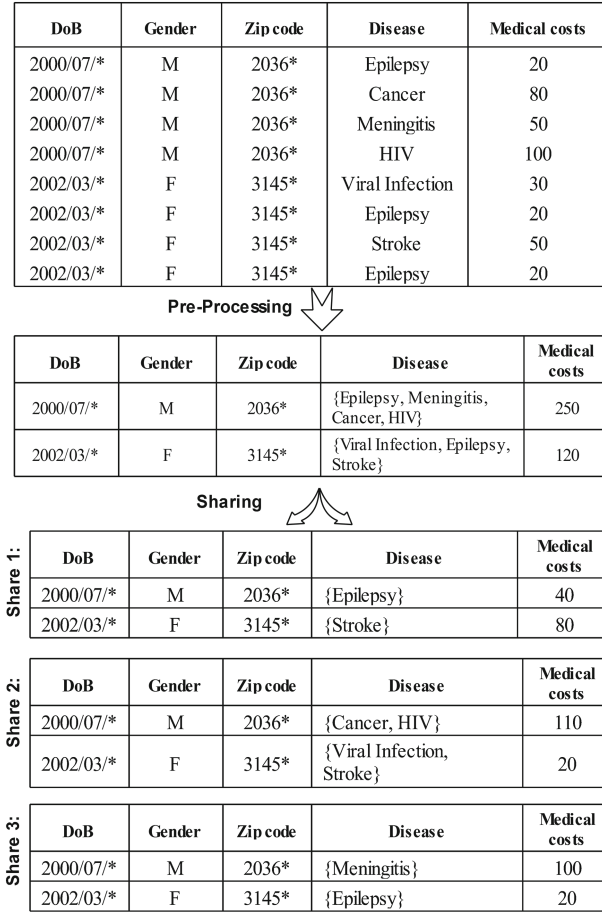 DoB Gender Zip code Disease Medical costs
2000/07/* M 2036* Epilepsy 20
2000/07/* M 2036* Cancer 80
2000/07/* M 2036* Meningitis 50
2000/07/* M 2036* HIV 100
2002/03/* F 3145* Viral Infection 30
2002/03/* F 3145* Epilepsy 20
2002/03/* F 3145* Stroke 50
2002/03/* F 3145* Epilepsy 20
Pre-Processing
DoB Gender Zip code Disease Medical
costs
2000/07/* M 2036* {Epilepsy, Meningitis,
Cancer, HIV} 250
2002/03/* F 3145* {Viral Infection, Epilepsy,
Stroke} 120
Sharing
Share 1:
DoB Gender Zip code Disease Medical
costs
2000/07/* M 2036* {Epilepsy} 40
2002/03/* F 3145* {Stroke} 80
Share 2:
DoB Gender Zip code Disease Medical
costs
2000/07/* M 2036* {Cancer, HIV} 110
2002/03/* F 3145* {Viral Infection,
Stroke} 20
Share 3:
DoB Gender Zip code Disease Medical
costs
2000/07/* M 2036* {Meningitis} 100
2002/03/* F 3145* {Epilepsy} 20